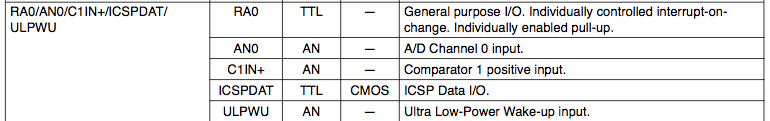 RA0/AN0/C1IN+/ICSPDAT/
ULPWU
RA0 TTL — General purpose I/O. Individually controlled interrupt-on-
change. Individually enabled pull-up.
AN0 AN — A/D Channel 0 input.
C1IN+ AN — Comparator 1 positive input.
ICSPDAT TTL CMOS ICSP Data I/O.
ULPWU AN — Ultra Low-Power Wake-up input.